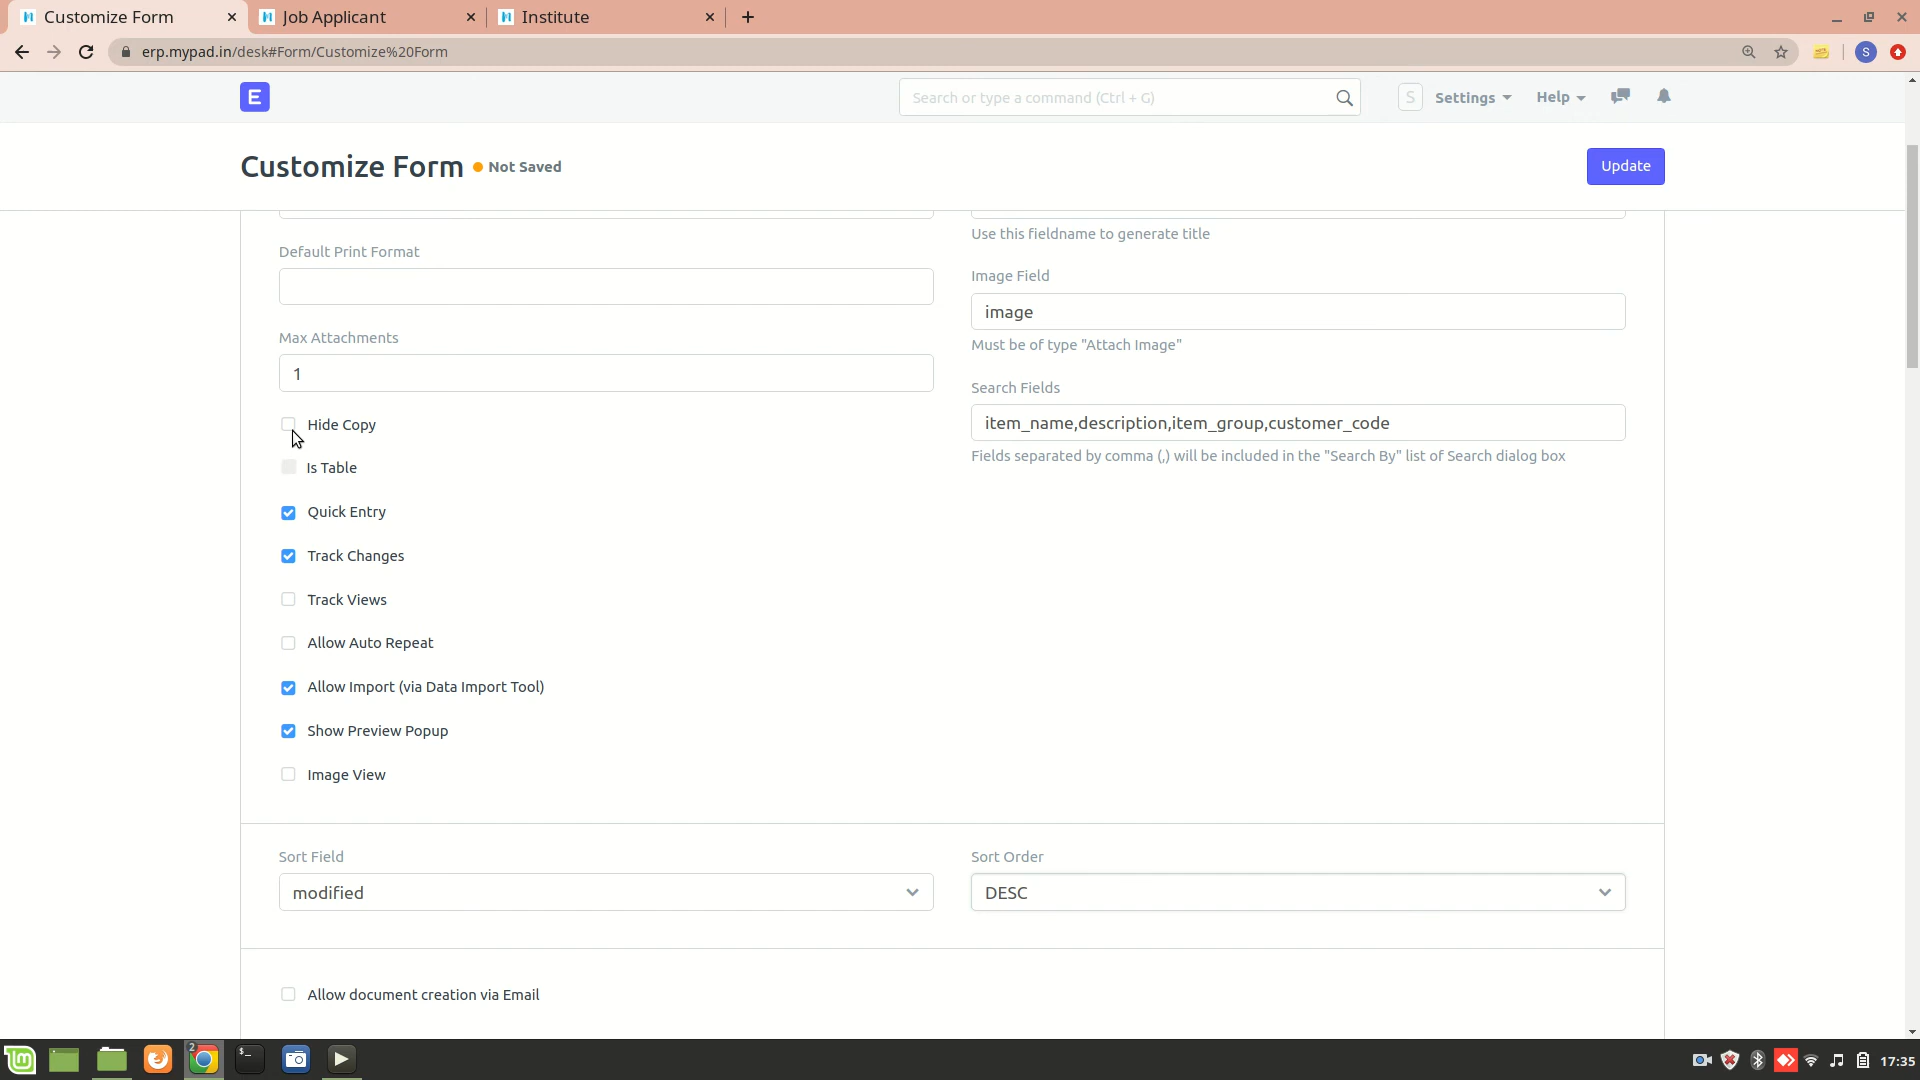 Customize Form
Job Applicant
Institute
erp.mypad.in/desk#Form/Customize%20Form
S
E
Search or type a command (Ctrl + G)
S
Settings
Help
Customize Form
Not Saved
Update
Use this fieldname to generate title
Default Print Format
Image Field
image
Must be of type "Attach Image"
Max Attachments
1
Search Fields
item_name,description,item_group,customer_code
Fields separated by comma (,) will be included in the "Search By" list of Search dialog box
Hide Copy
Is Table
Quick Entry
Track Changes
Track Views
Allow Auto Repeat
Allow Import (via Data Import Tool)
Show Preview Popup
Image View
Sort Field
modified
Sort Order
DESC
Allow document creation via Email
2
17:35